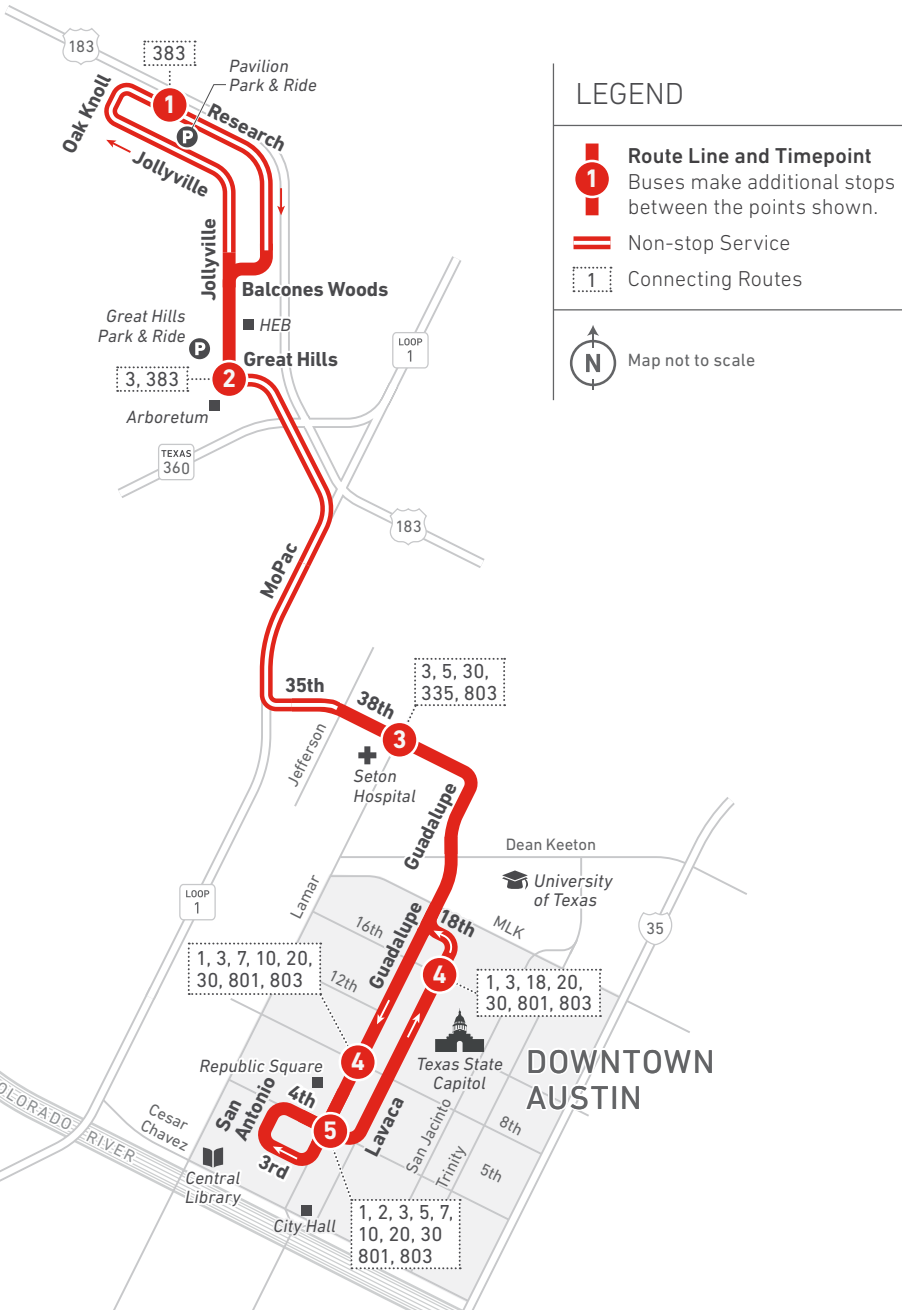 183
383
Pavilion
Park & Ride
Oak Knoll
1
Research
P
Jollyville
Jollyville
Balcones Woods
Great Hills
Park & Ride
HEB
P
Great Hills
LOOP
1
3, 383
2
Arboretum
TEXAS
360
183
MoPac
LEGEND
1
Route Line and Timepoint
Buses make additional stops
between the points shown.
Non-stop Service
1
Connecting Routes
N
Map not to scale
3, 5, 30,
335, 803
35th
38th
3
Jefferson
Seton
Hospital
Guadalupe
Dean Keeton
University
of Texas
LOOP
1
Lamar
16th
Guadalupe
18th
MLK
35
1, 3, 7, 10, 20,
30, 801, 803
12th
4
1, 3, 18, 20,
30, 801, 803
Republic Square
4
Texas State
Capitol
DOWNTOWN
AUSTIN
San
Antonio
4th
5
Lavaca
San Jacinto
Trinity
8th
5th
COLORADO RIVER
Cesar
Chavez
3rd
Central
Library
City Hall
1, 2, 3, 5, 7,
10, 20, 30
801, 803